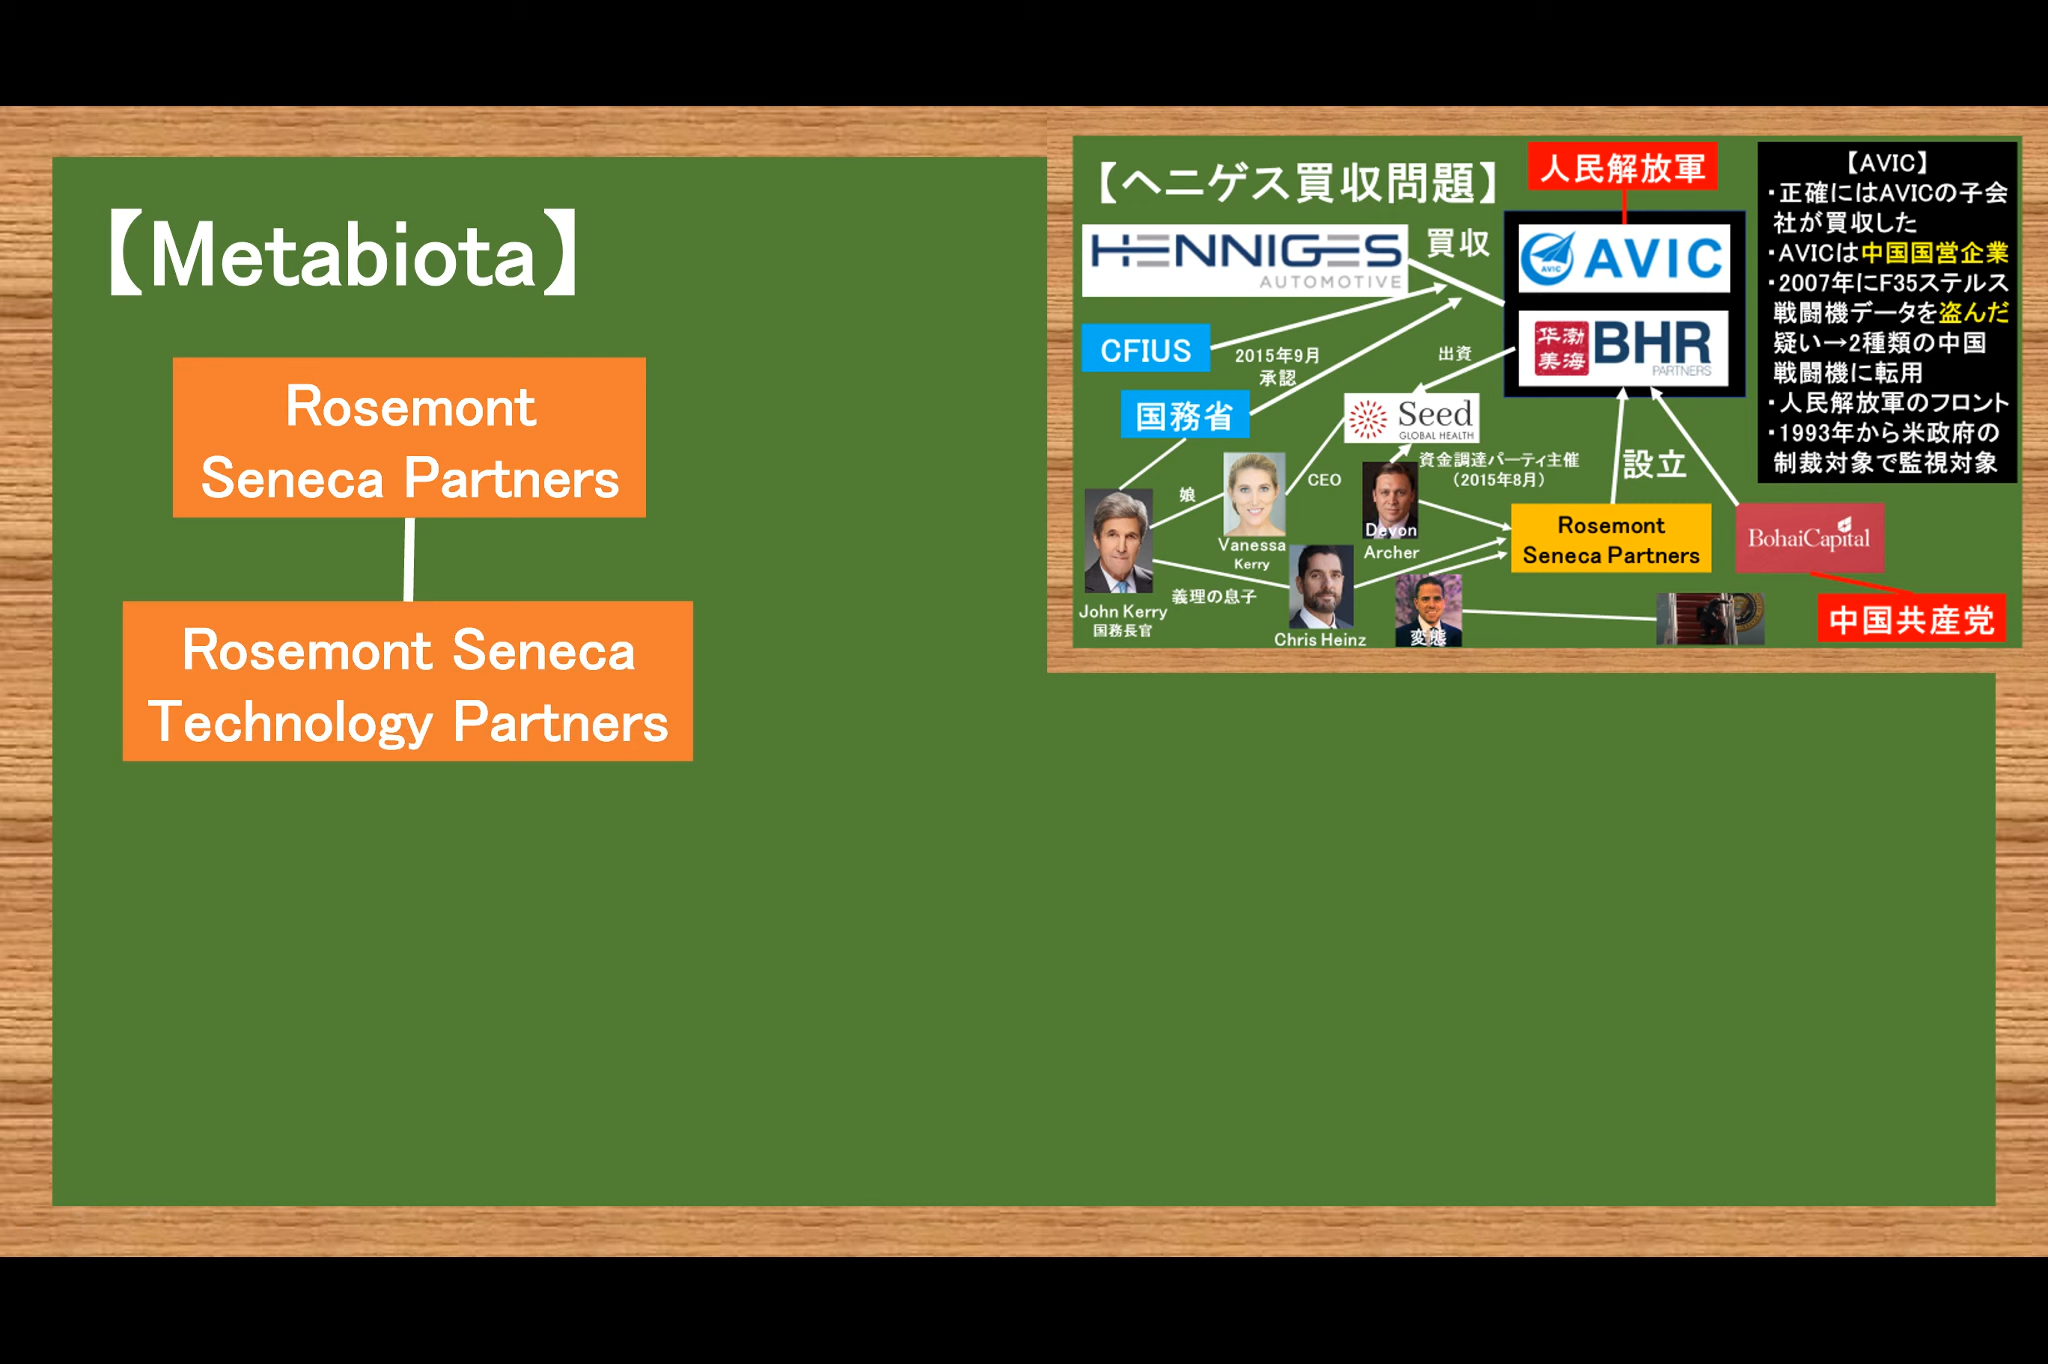 【Metabiota】
Rosemont
Seneca Partners
Rosemont Seneca
Technology Partners
【ヘニゲス買収問題】
人民解放軍
HENNIGES
AUTOMOTIVE
買収
AVIC
AVIC
CFIUS
2015年9月
承認
出資
华渤
美海
BHR
PARTNERS
国務省
Seed
GLOBAL HEALTH
資金調達パーティ主催
(2015年8月)
設立
娘
CEO
Devon
Archer
Vanessa
Kerry
Rosemont
Seneca Partners
BohaiCapital
John Kerry
国務長官
義理の息子
Chris Heinz
変態
中国共産党
【AVIC】
・正確にはAVICの子会
社が買収した
・AVICは中国国営企業
・2007年にF35ステルス
戦闘機データを盗んだ
疑い→2種類の中国
戦闘機に転用
・人民解放軍のフロント
・1993年から米政府の
制裁対象で監視対象